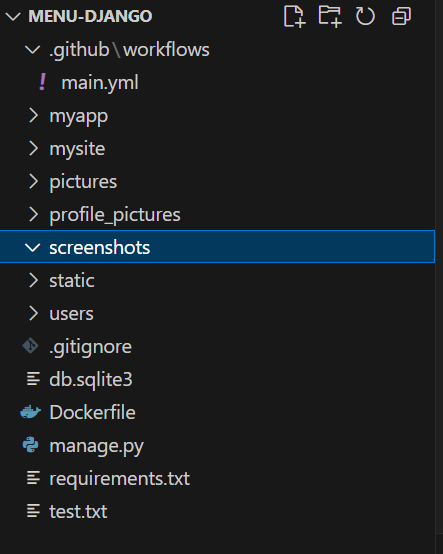 MENU-DJANGO
.github\workflows
! main.yml
myapp
mysite
pictures
profile_pictures
screenshots
static
users
.gitignore
db.sqlite3
Dockerfile
manage.py
requirements.txt
test.txt